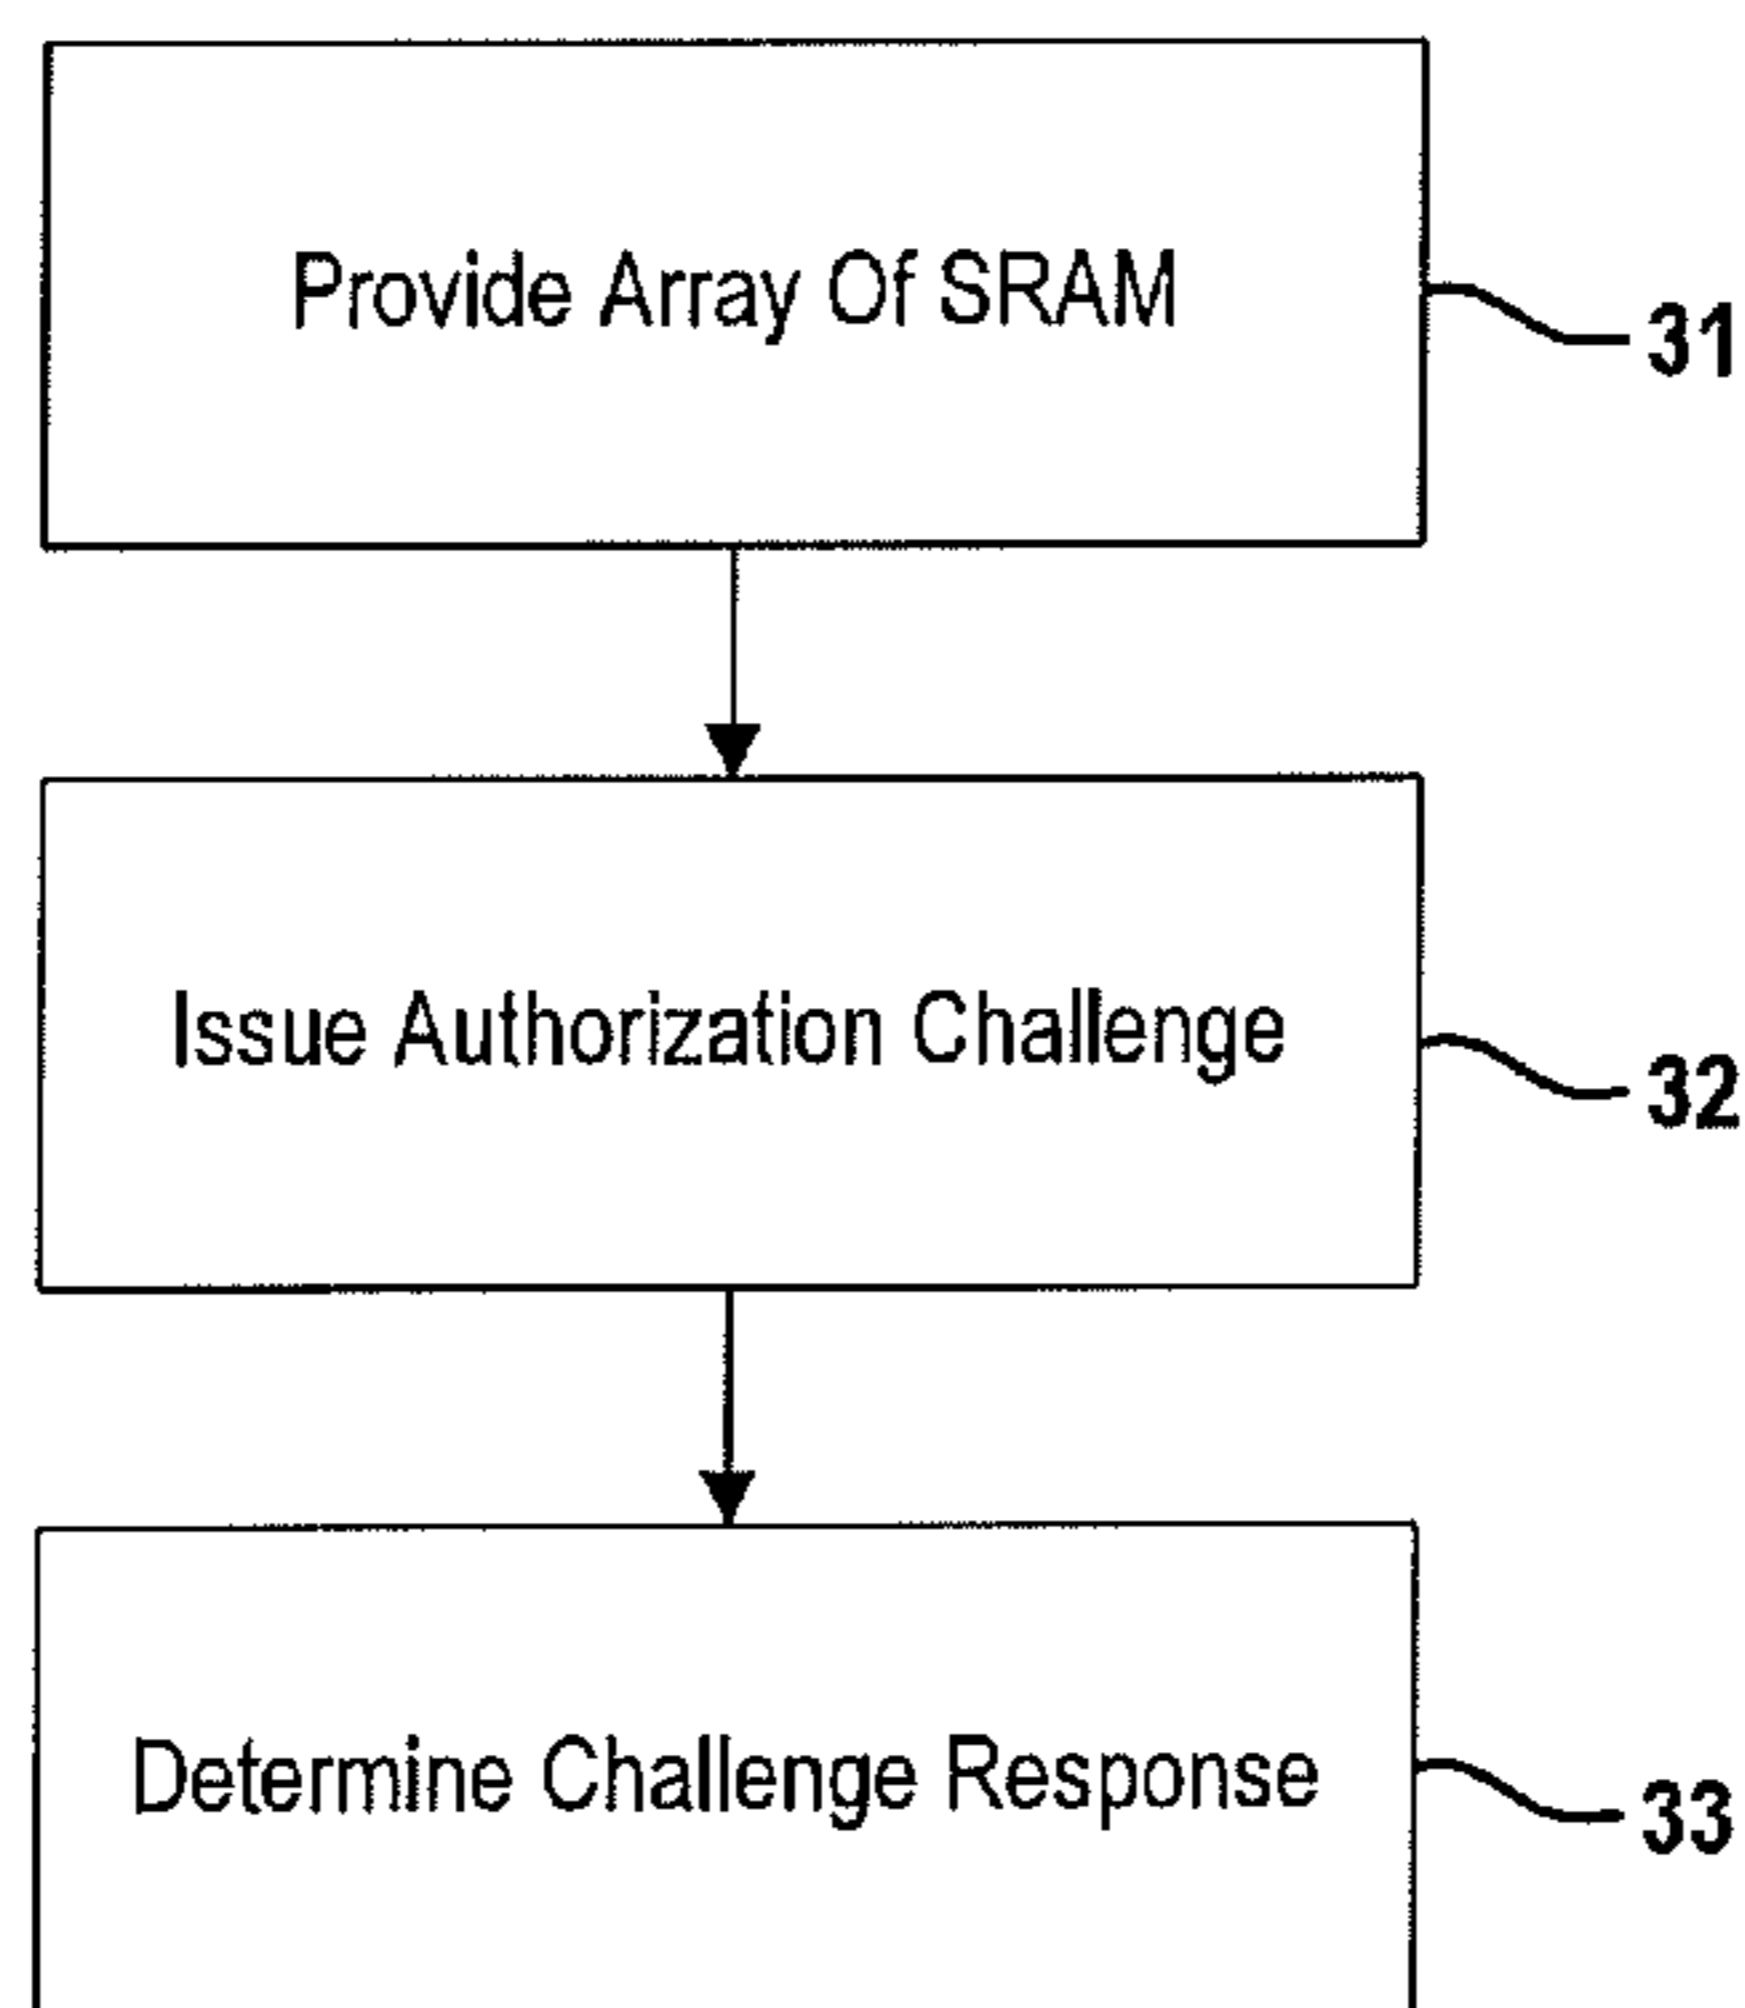 Provide Array Of SRAM
31
Issue Authorization Challenge
32
Determine Challenge Response
33